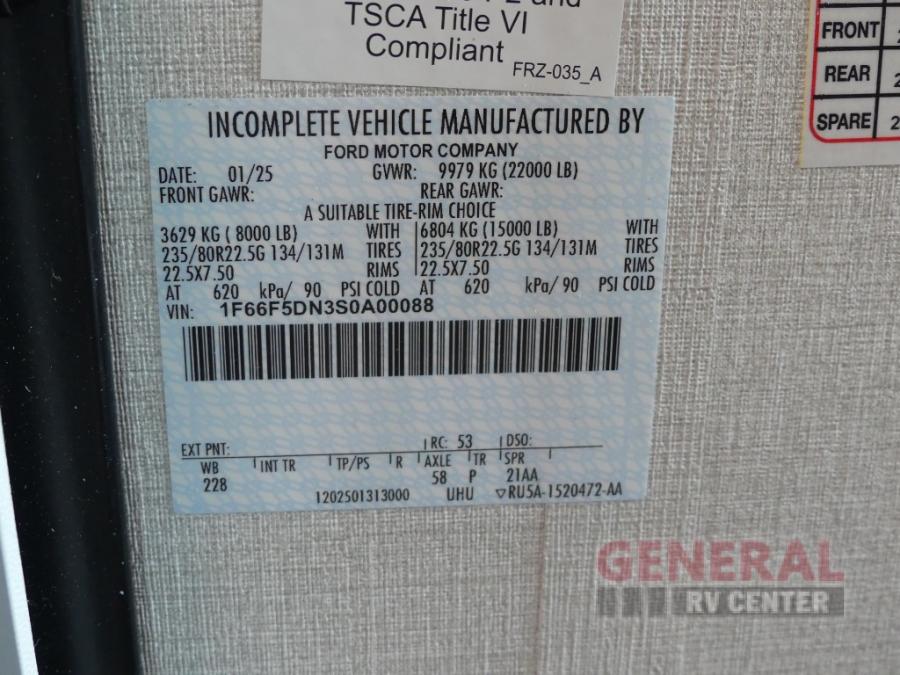 TSCA Title VI
Compliant
FRZ-035_A
FRONT
REAR
SPARE
INCOMPLETE VEHICLE MANUFACTURED BY
FORD MOTOR COMPANY
DATE: 01/25 GVWR: 9979 KG (22000 LB)
FRONT GAWR: REAR GAWR:
A SUITABLE TIRE-RIM CHOICE
3629 KG ( 8000 LB) WITH 6804 KG (15000 LB) WITH
235/80R22.5G 134/131M TIRES 235/80R22.5G 134/131M TIRES
22.5X7.50 RIMS 22.5X7.50 RIMS
AT 620 kPa/ 90 PSI COLD AT 620 kPa/ 90 PSI COLD
VIN: 1F66F5DN3S0A00088
EXT PNT: RC: 53 DSO:
WB INT TR TP/PS R AXLE TR SPR
228 58 P 21AA
1202501313000 UHU ▽RU5A-1520472-AA
GENERAL
RV CENTER